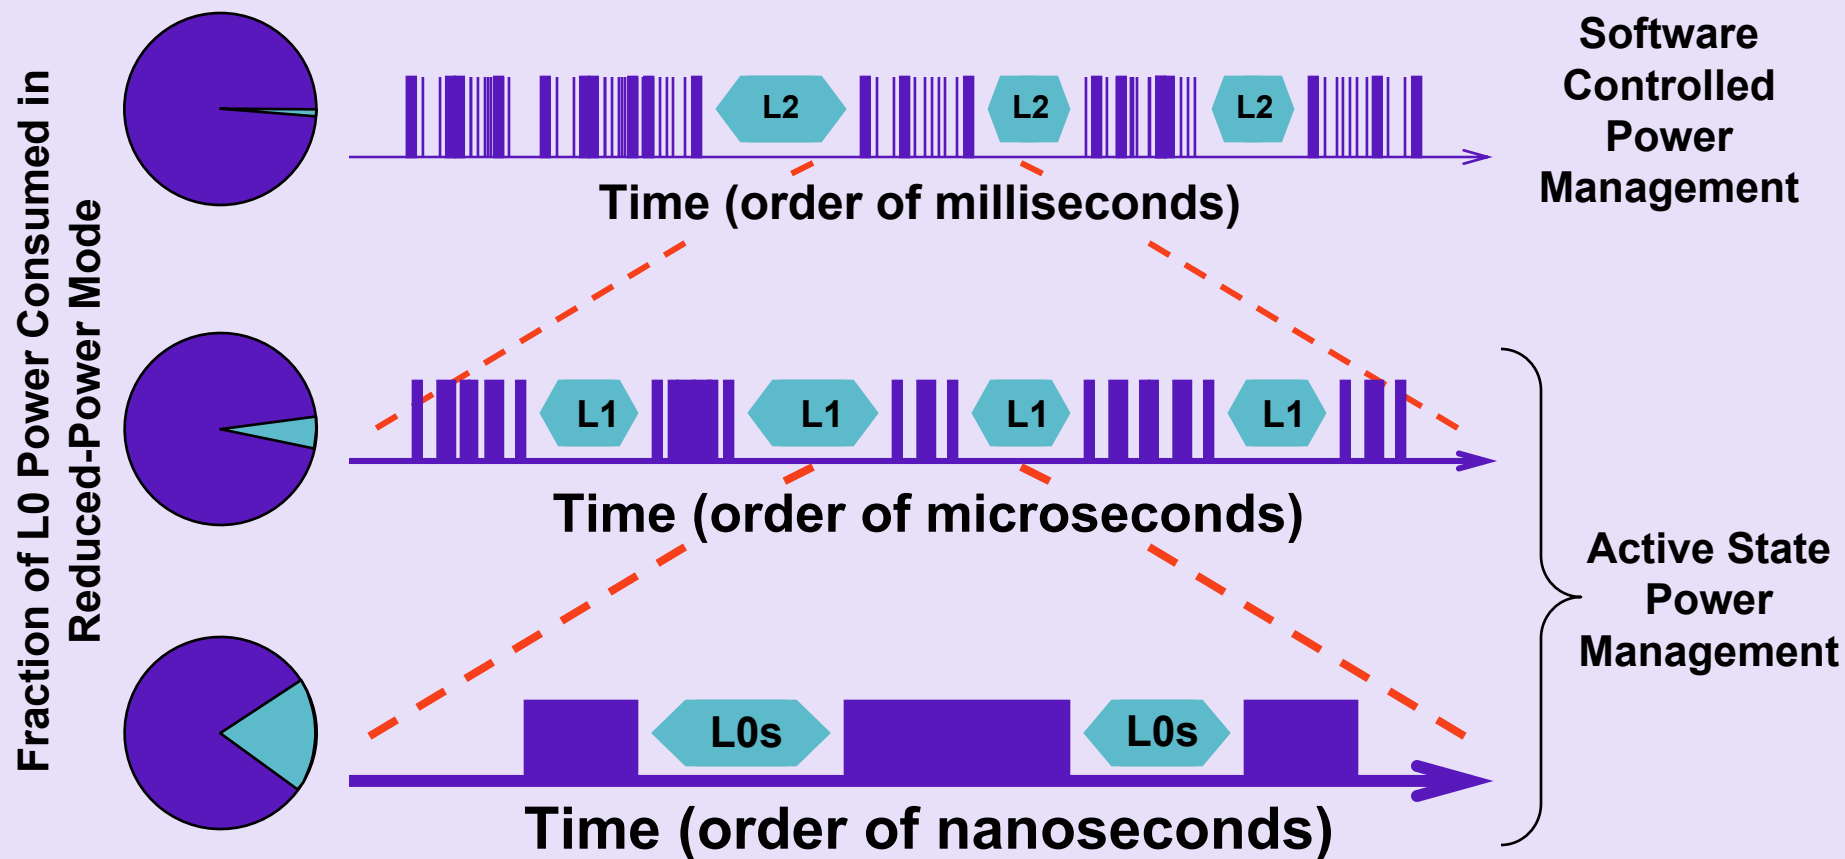 Fraction of L0 Power Consumed in
Reduced-Power Mode
L2
L2
L2
Time (order of milliseconds)
Software
Controlled
Power
Management
L1
L1
L1
L1
Time (order of microseconds)
Active State
Power
Management
L0s
L0s
Time (order of nanoseconds)